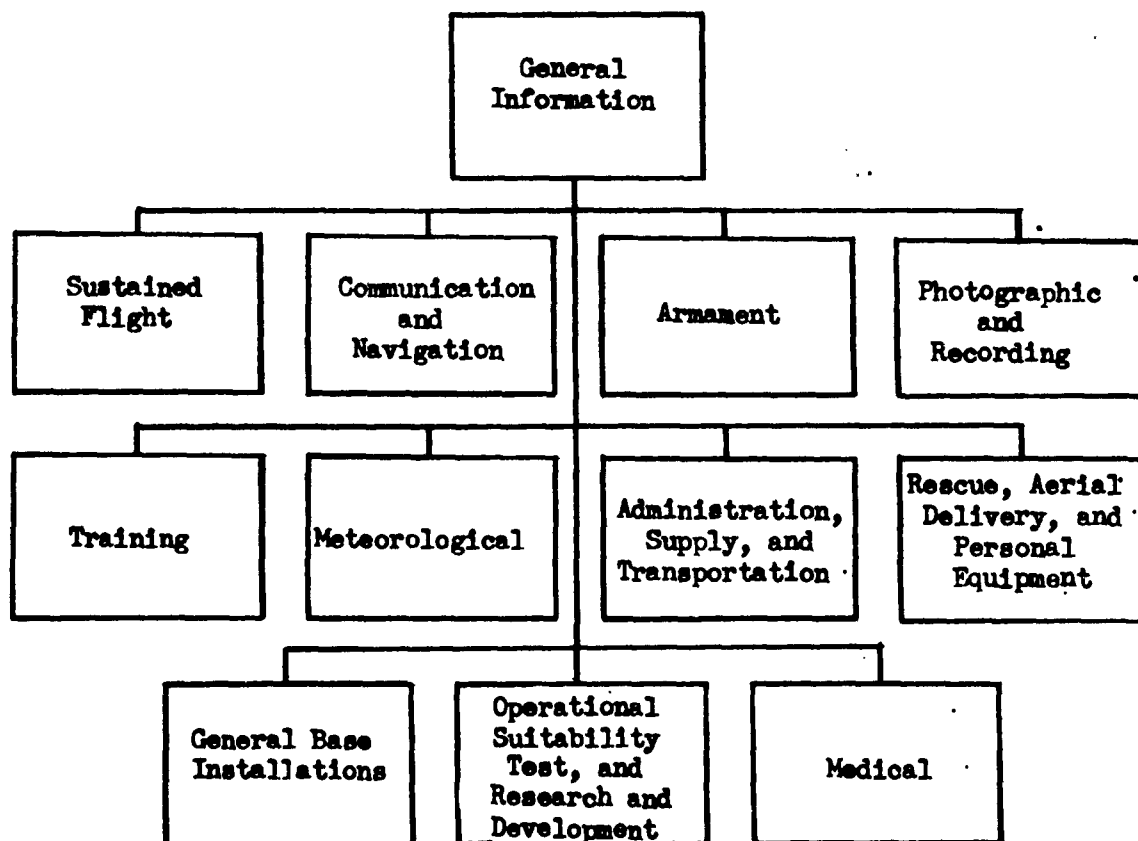 General
Information
Sustained
Flight
Communication
and
Navigation
Armament
Photographic
and
Recording
Training
Meteorological
Administration,
Supply, and
Transportation
Rescue, Aerial
Delivery, and
Personal
Equipment
General Base
Installations
Operational
Suitability
Test, and
Research and
Development
Medical